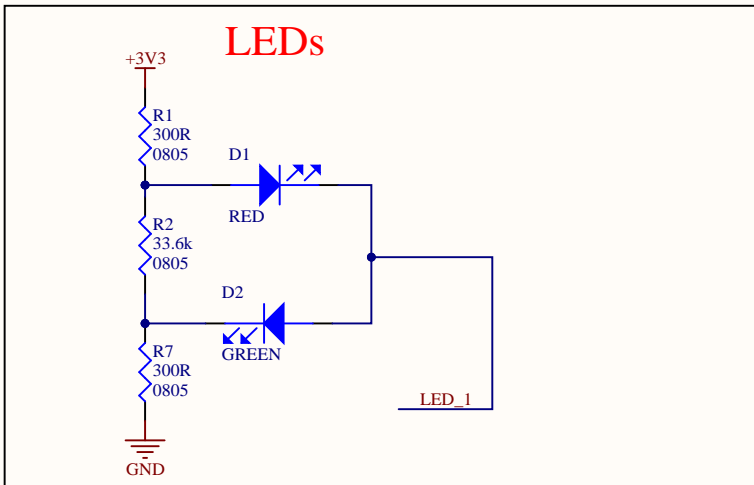 LEDs
+3V3
R1
300R
0805
D1
RED
R2
33.6k
0805
D2
GREEN
R7
300R
0805
LED_1
GND